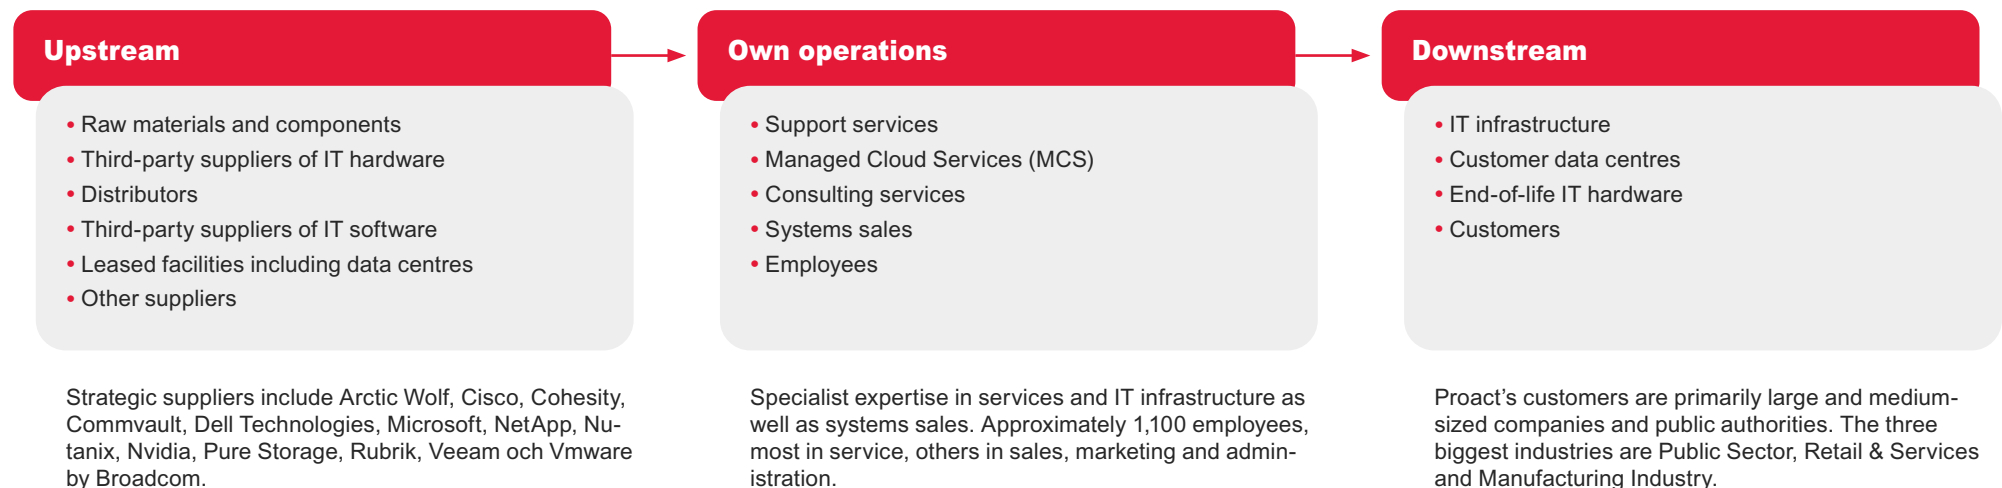 Upstream
• Raw materials and components
• Third-party suppliers of IT hardware
• Distributors
• Third-party suppliers of IT software
• Leased facilities including data centres
• Other suppliers
Strategic suppliers include Arctic Wolf, Cisco, Cohesity,
Commvault, Dell Technologies, Microsoft, NetApp, Nu-
tanix, Nvidia, Pure Storage, Rubrik, Veeam och Vmware
by Broadcom.
Own operations
• Support services
• Managed Cloud Services (MCS)
• Consulting services
• Systems sales
• Employees
Specialist expertise in services and IT infrastructure as
well as systems sales. Approximately 1,100 employees,
most in service, others in sales, marketing and admin-
istration.
Downstream
• IT infrastructure
• Customer data centres
• End-of-life IT hardware
• Customers
Proact’s customers are primarily large and medium-
sized companies and public authorities. The three
biggest industries are Public Sector, Retail & Services
and Manufacturing Industry.